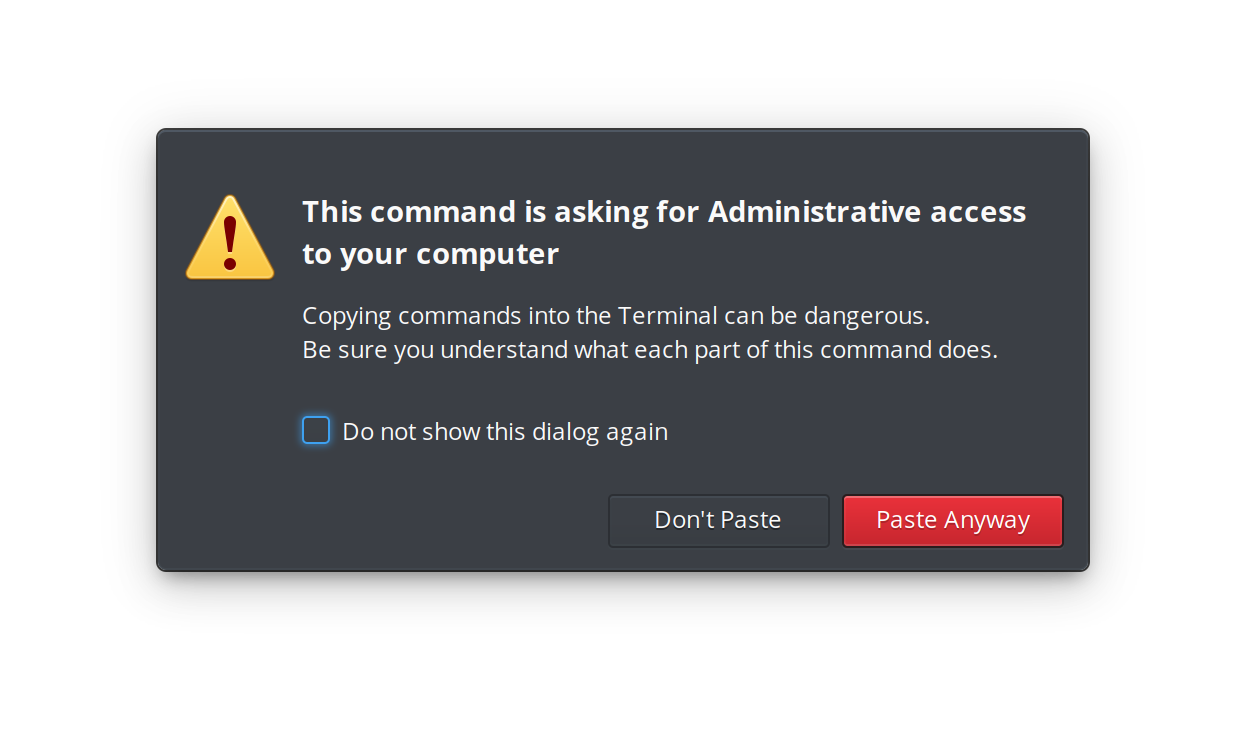 This command is asking for Administrative access
to your computer
Copying commands into the Terminal can be dangerous.
Be sure you understand what each part of this command does.
Do not show this dialog again
Don't Paste
Paste Anyway